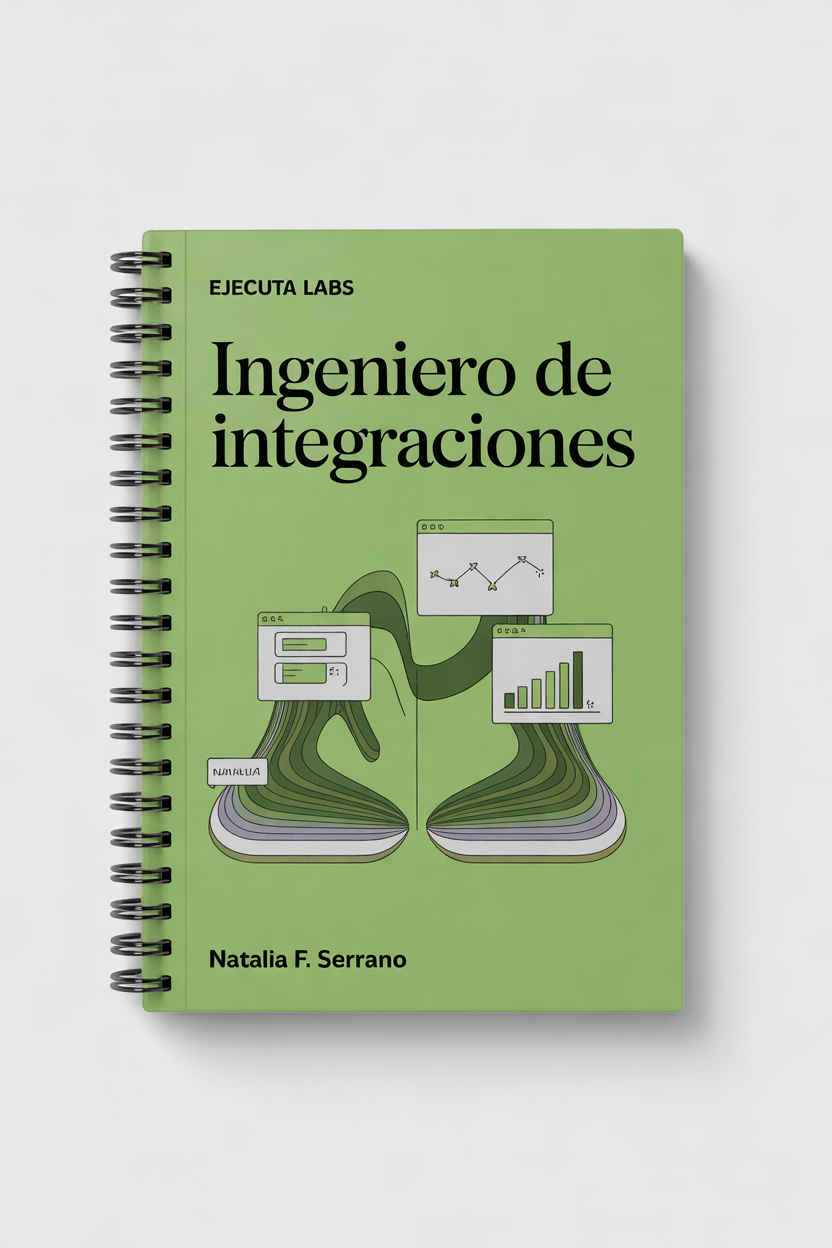 EJECUTA LABS
Ingeniero de
integraciones
Natalia F. Serrano